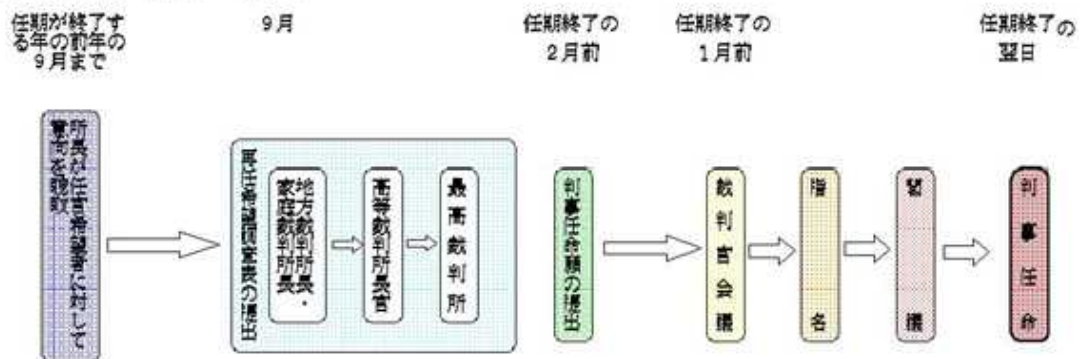 任期が終了す
る年の前年の
9月まで
9月
任期終了の
2月前
任期終了の
1月前
任期終了の
翌日
所長が任官希望者に対して
意向を聴取
再任希望調査表の提出
地方裁判所長・
家庭裁判所長
高等裁判所長官
最高裁判所
判事任命願の提出
裁判官会議
指名
閣議
判事任命